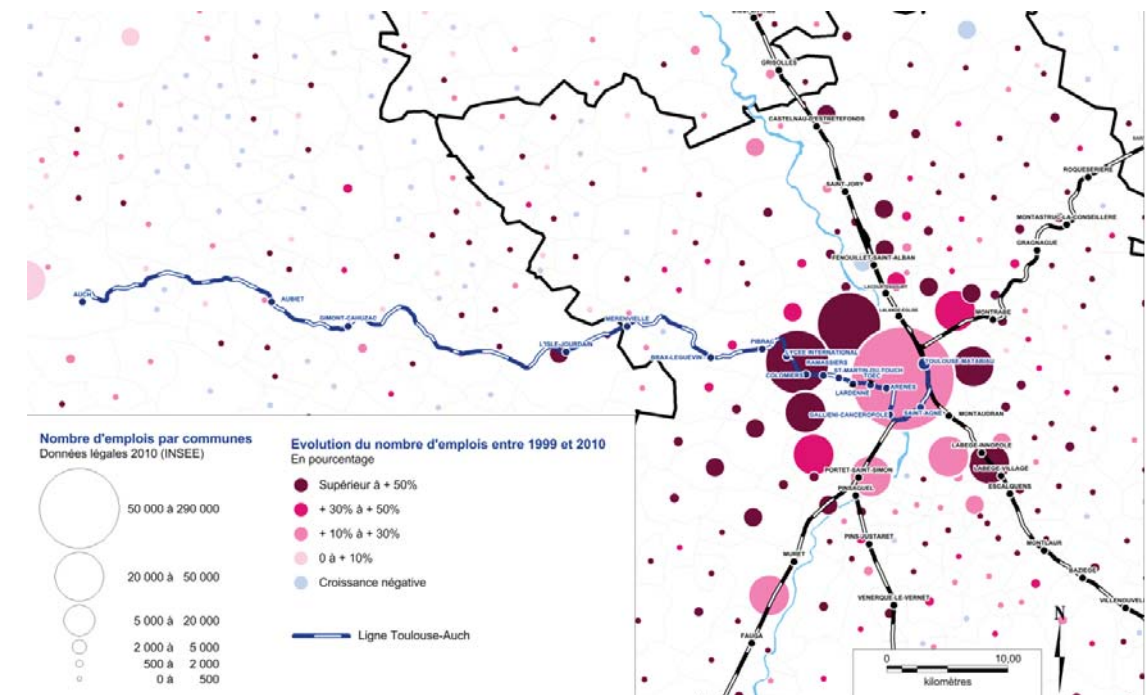 GRISOLLES
CASTELNAU-D'ESTRETEFONDS
ROQUESERIERE
SAINT-JORY
MONTASTRUC-LA-CONSEILLERE
GRAGNAGUE
FENOUILLET-SAINT-ALBAN
AUCH
AUBIET
GIMONT-CAHUZAC
LALANDE-EGLISE
MONTRABE
MERENVIELLE
L'ISLE-JOURDAIN
PIBRAC
BRAX-LEGUEVIN
LYCEE INTERNATIONAL
TOULOUSE-MATABIAU
RAMASSIERS
COLOMIERS
ST-MARTIN-DU-TOUCH
TOEC
LARDENNE
ARENES
GALLIENI-CANCEROPOLE
SAINT-AGNE
MONTAUDRAN
LABEGE-INNOPOLE
LABEGE-VILLAGE
PORTET-SAINT-SIMON
ESCALQUENS
PINSAGUEL
PINS-JUSTARET
MONTLAUR
MURET
BAZIEGE
VENERQUE-LE-VERNET
FAUGA
Nombre d'emplois par communes
Données légales 2010 (INSEE)
50 000 à 290 000
20 000 à 50 000
5 000 à 20 000
2 000 à 5 000
500 à 2 000
0 à 500
Evolution du nombre d'emplois entre 1999 et 2010
En pourcentage
Supérieur à + 50%
+ 30% à + 50%
+ 10% à + 30%
0 à + 10%
Croissance négative
Ligne Toulouse-Auch
N
0 10,00
kilomètres